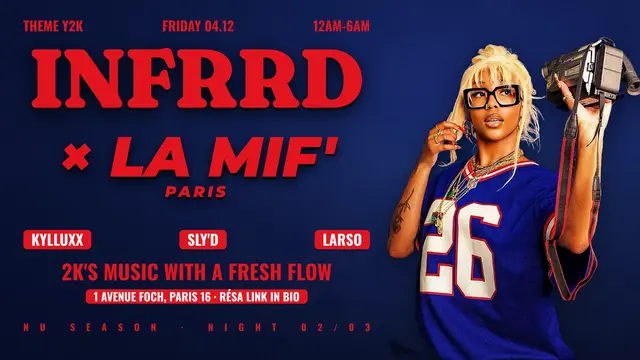 THEME Y2K FRIDAY 04.12 12AM-6AM
INFRRD
× LA MIF'
PARIS
KYLLUXX SLY'D LARSO
2K'S MUSIC WITH A FRESH FLOW
1 AVENUE FOCH, PARIS 16 · RÉSA LINK IN BIO
NU SEASON · NIGHT 02/03
26